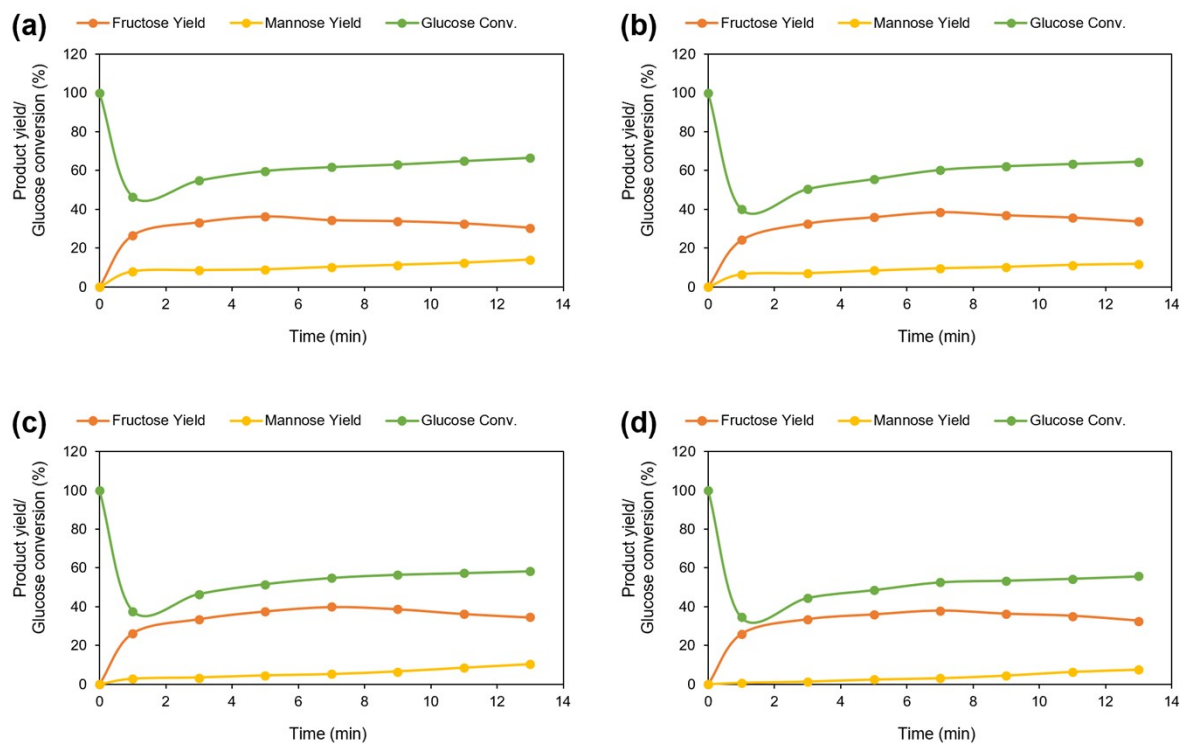 (a)
Fructose Yield Mannose Yield Glucose Conv.
Product yield/
Glucose conversion (%)
120
100
80
60
40
20
0
0 2 4 6 8 10 12 14
Time (min)
(b)
Fructose Yield Mannose Yield Glucose Conv.
Product yield/
Glucose conversion (%)
120
100
80
60
40
20
0
0 2 4 6 8 10 12 14
Time (min)
(c)
Fructose Yield Mannose Yield Glucose Conv.
Product yield/
Glucose conversion (%)
120
100
80
60
40
20
0
0 2 4 6 8 10 12 14
Time (min)
(d)
Fructose Yield Mannose Yield Glucose Conv.
Product yield/
Glucose conversion (%)
120
100
80
60
40
20
0
0 2 4 6 8 10 12 14
Time (min)